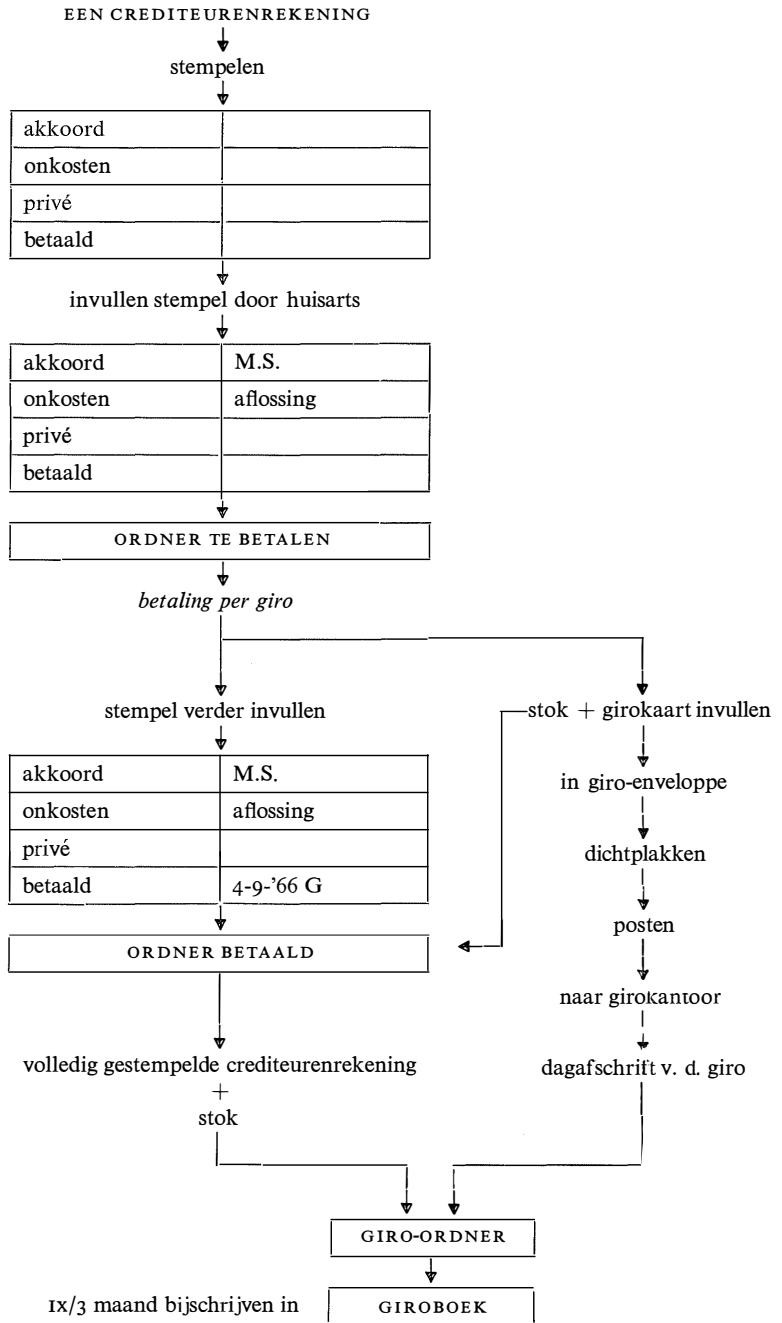 EEN CREDITEURENREKENING
stempelen
akkoord
onkosten
privé
betaald
invullen stempel door huisarts
akkoord M.S.
onkosten aflossing
privé
betaald
ORDNER TE BETALEN
betaling per giro
stempel verder invullen
akkoord M.S.
onkosten aflossing
privé
betaald 4-9-'66 G
ORDNER BETAALD
volledig gestempelde crediteurenrekening
+
stok
stok + girokaart invullen
in giro-enveloppe
dichtplakken
posten
naar girokantoor
dagafschrift v. d. giro
GIRO-ORDNER
1x/3 maand bijschrijven in GIROBOEK